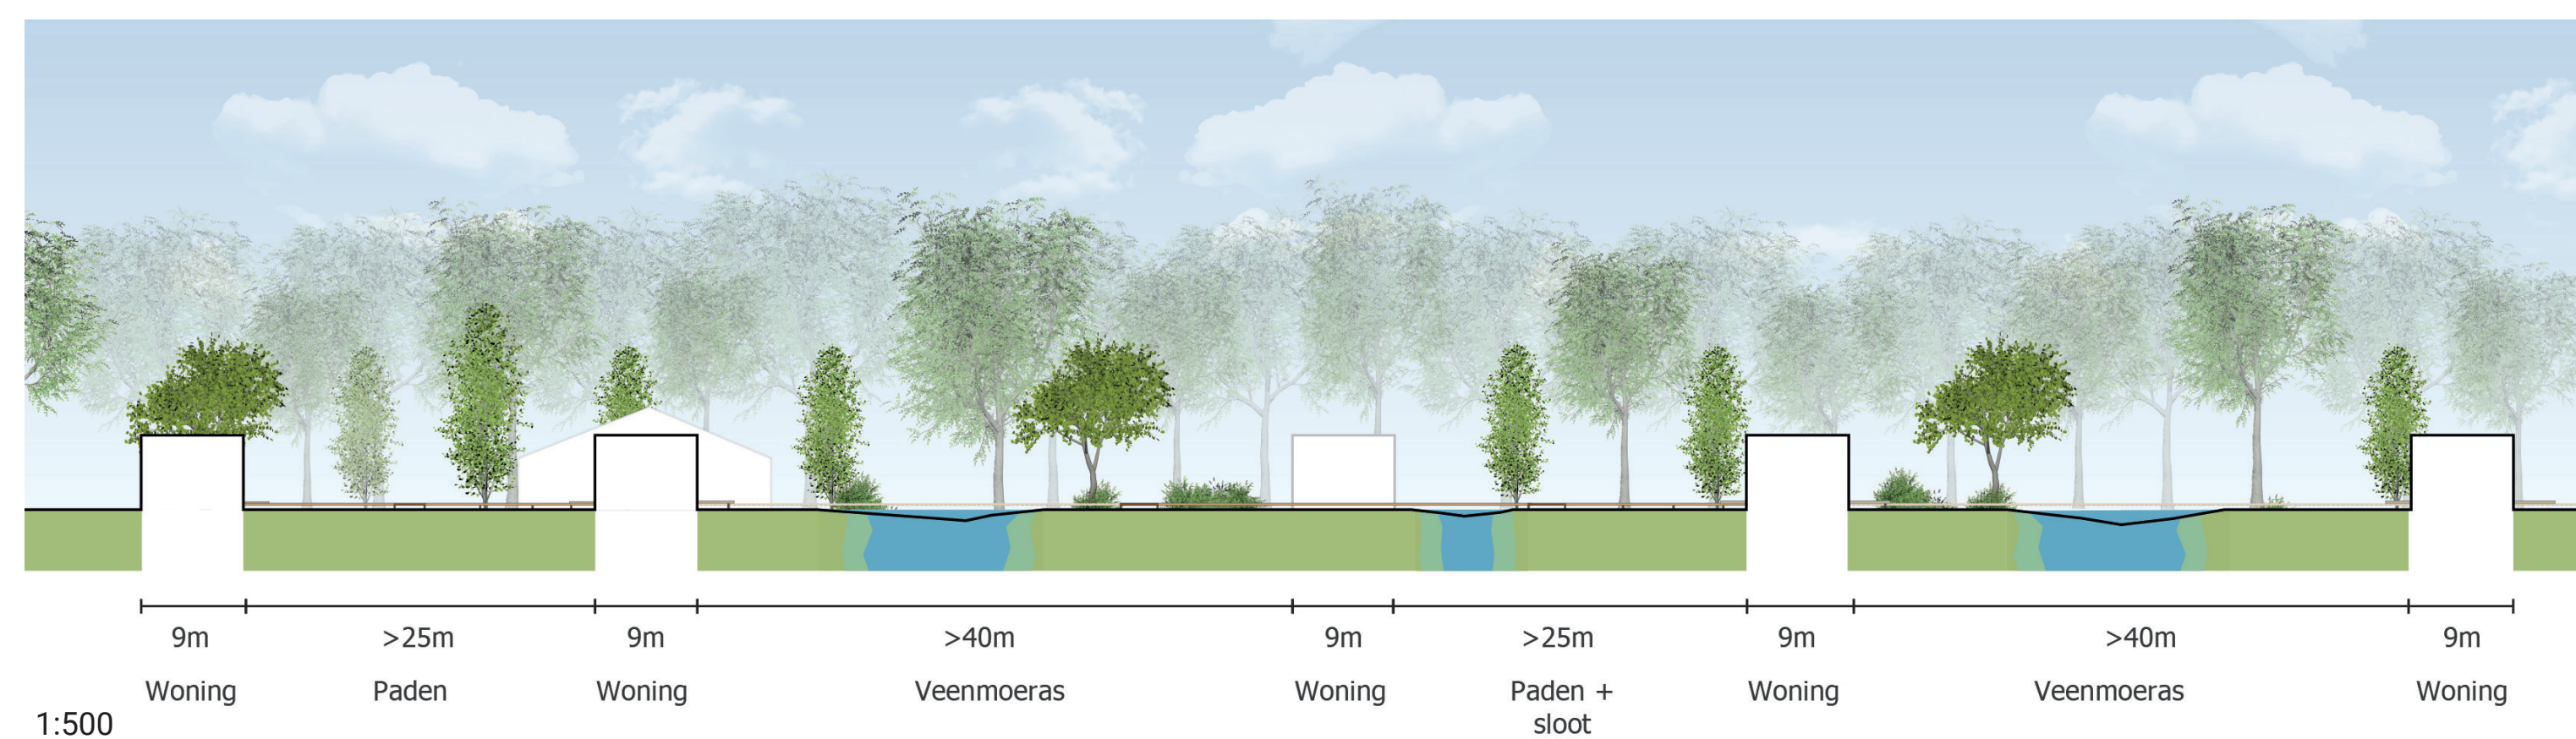 9m >25m 9m >40m 9m >25m 9m >40m 9m
Woning Paden Woning Veenmoeras Woning Paden + Woning Veenmoeras Woning
sloot
1:500